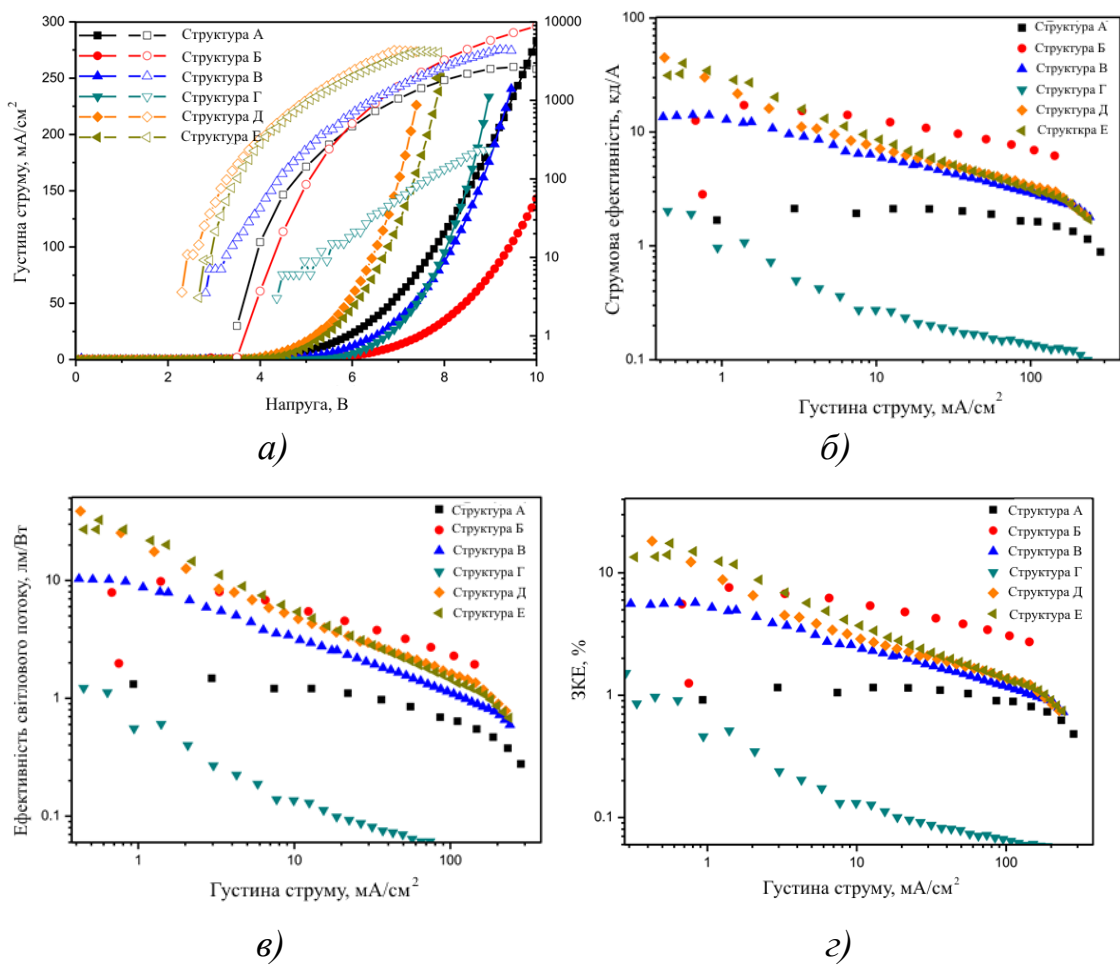 300
250
200
150
100
50
0
Густина струму, мА/см²
Структура А
Структура Б
Структура В
Структура Г
Структура Д
Структура Е
10000
1000
100
10
1
0 2 4 6 8 10
Напруга, В
а)
100
10
1
0.1
Струмова ефективність, кд/А
Структура А
Структура Б
Структура В
Структура Г
Структура Д
Структкра Е
1 10 100
Густина струму, мА/см²
б)
10
1
0.1
Ефективність світлового потоку, лм/Вт
Структура А
Структура Б
Структура В
Структура Г
Структура Д
Структура Е
1 10 100
Густина струму, мА/см²
в)
100
10
1
0.1
ЗКЕ, %
Структура А
Структура Б
Структура В
Структура Г
Структура Д
Структура Е
1 10 100
Густина струму, мА/см²
г)